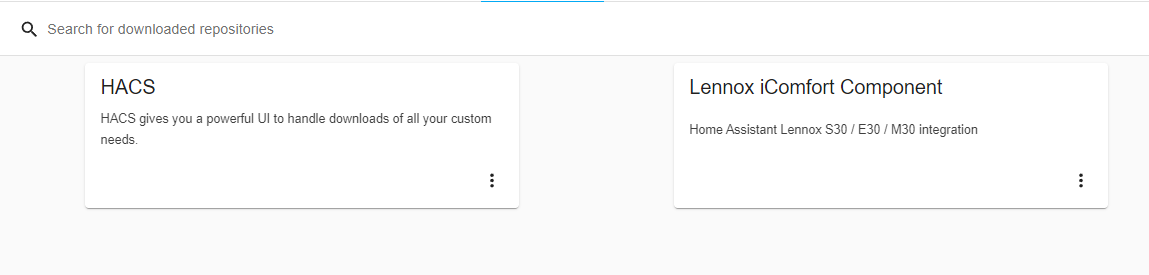 Search for downloaded repositories
HACS
HACS gives you a powerful UI to handle downloads of all your custom
needs.
Lennox iComfort Component
Home Assistant Lennox S30 / E30 / M30 integration